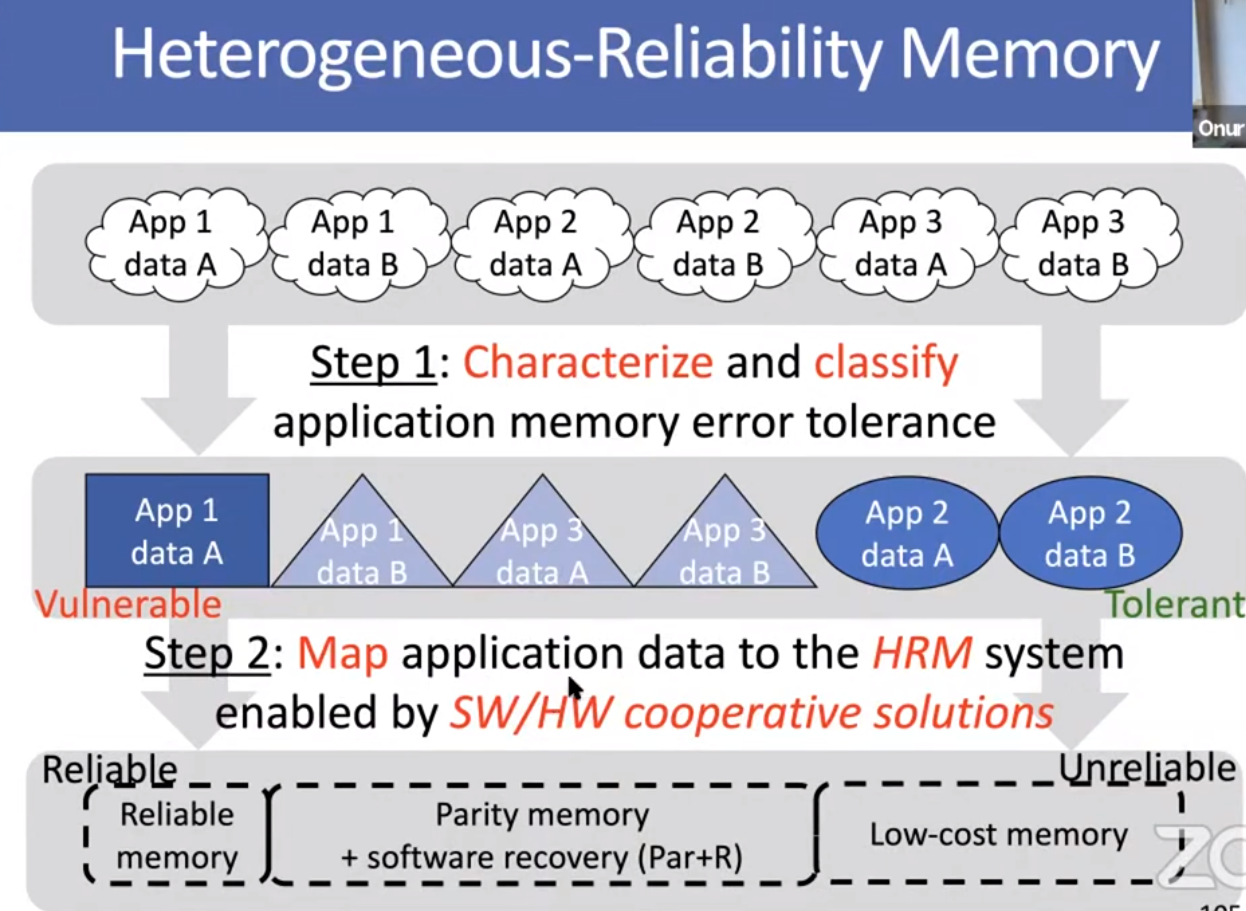 Heterogeneous-Reliability Memory
Onur
App 1
data A
App 1
data B
App 2
data A
App 2
data B
App 3
data A
App 3
data B
Step 1: Characterize and classify
application memory error tolerance
App 1
data A
App 1
data B
App 3
data A
App 3
data B
App 2
data A
App 2
data B
Vulnerable
Tolerant
Step 2: Map application data to the HRM system
enabled by SW/HW cooperative solutions
Reliable
Unreliable
Reliable
memory
Parity memory
+ software recovery (Par+R)
Low-cost memory